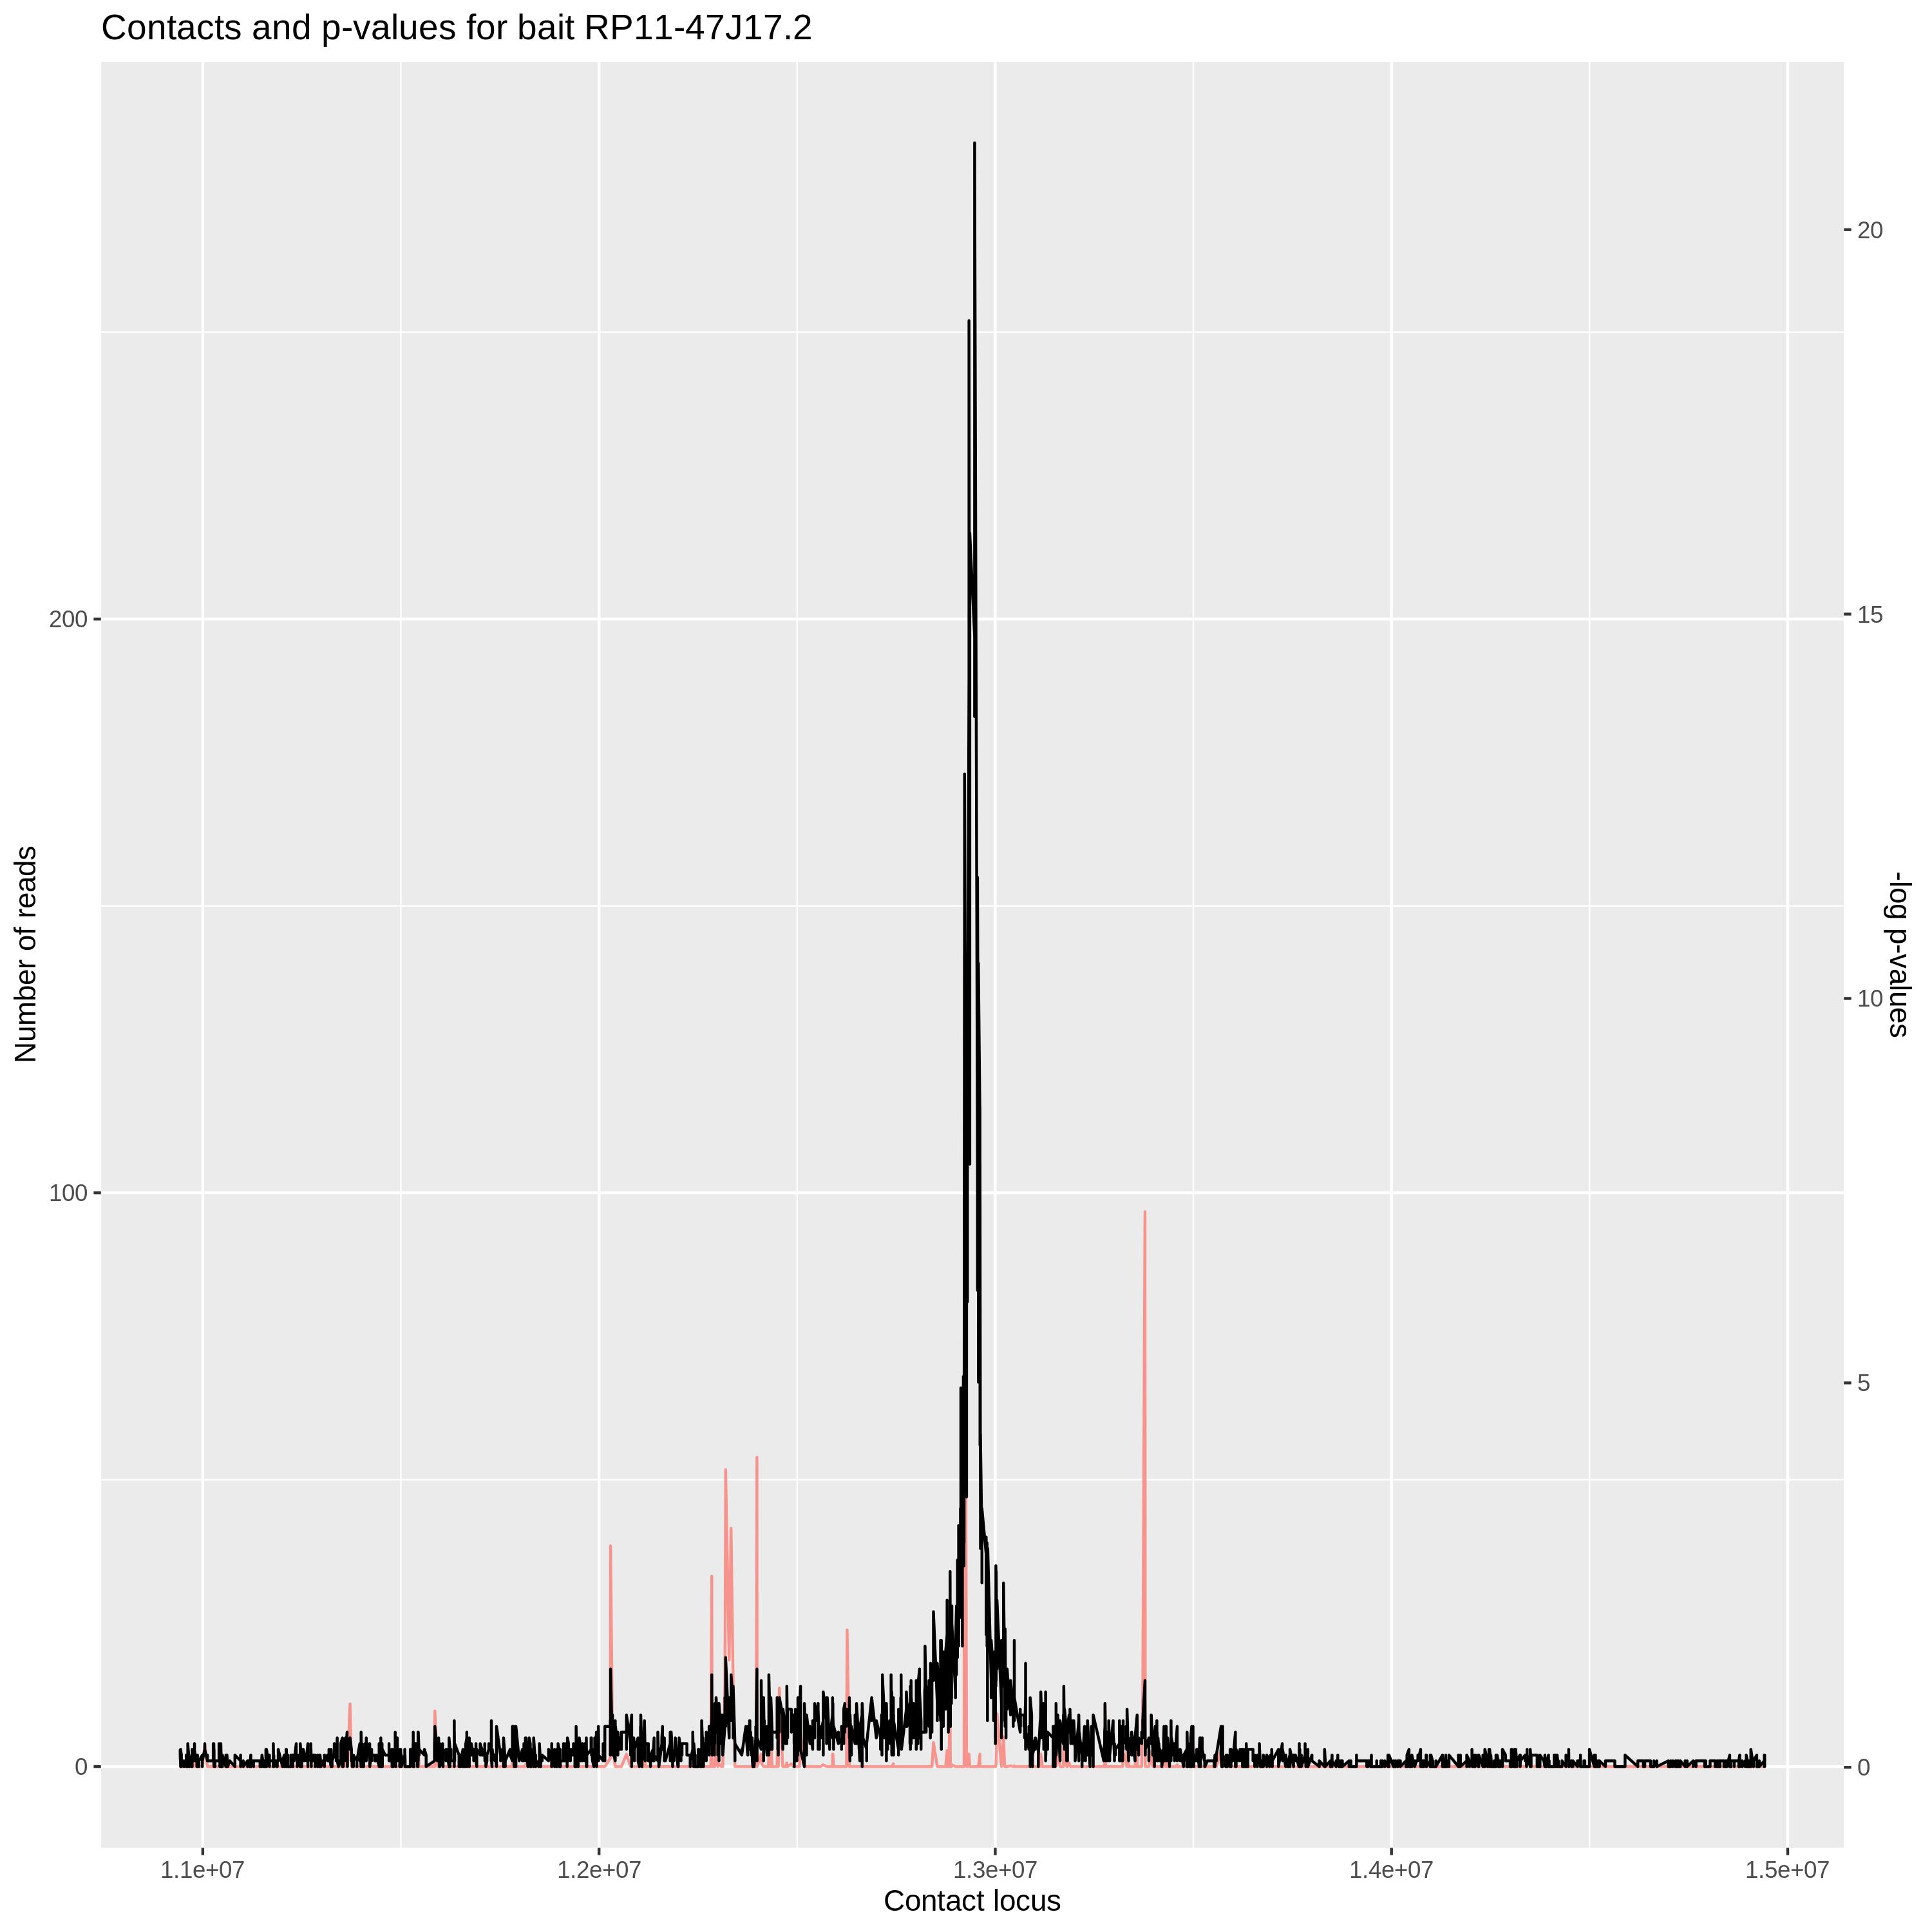 Contacts and p-values for bait RP11-47J17.2
Number of reads
200
100
0
20
15
10
5
0
-log p-values
1.1e+07 1.2e+07 1.3e+07 1.4e+07 1.5e+07
Contact locus